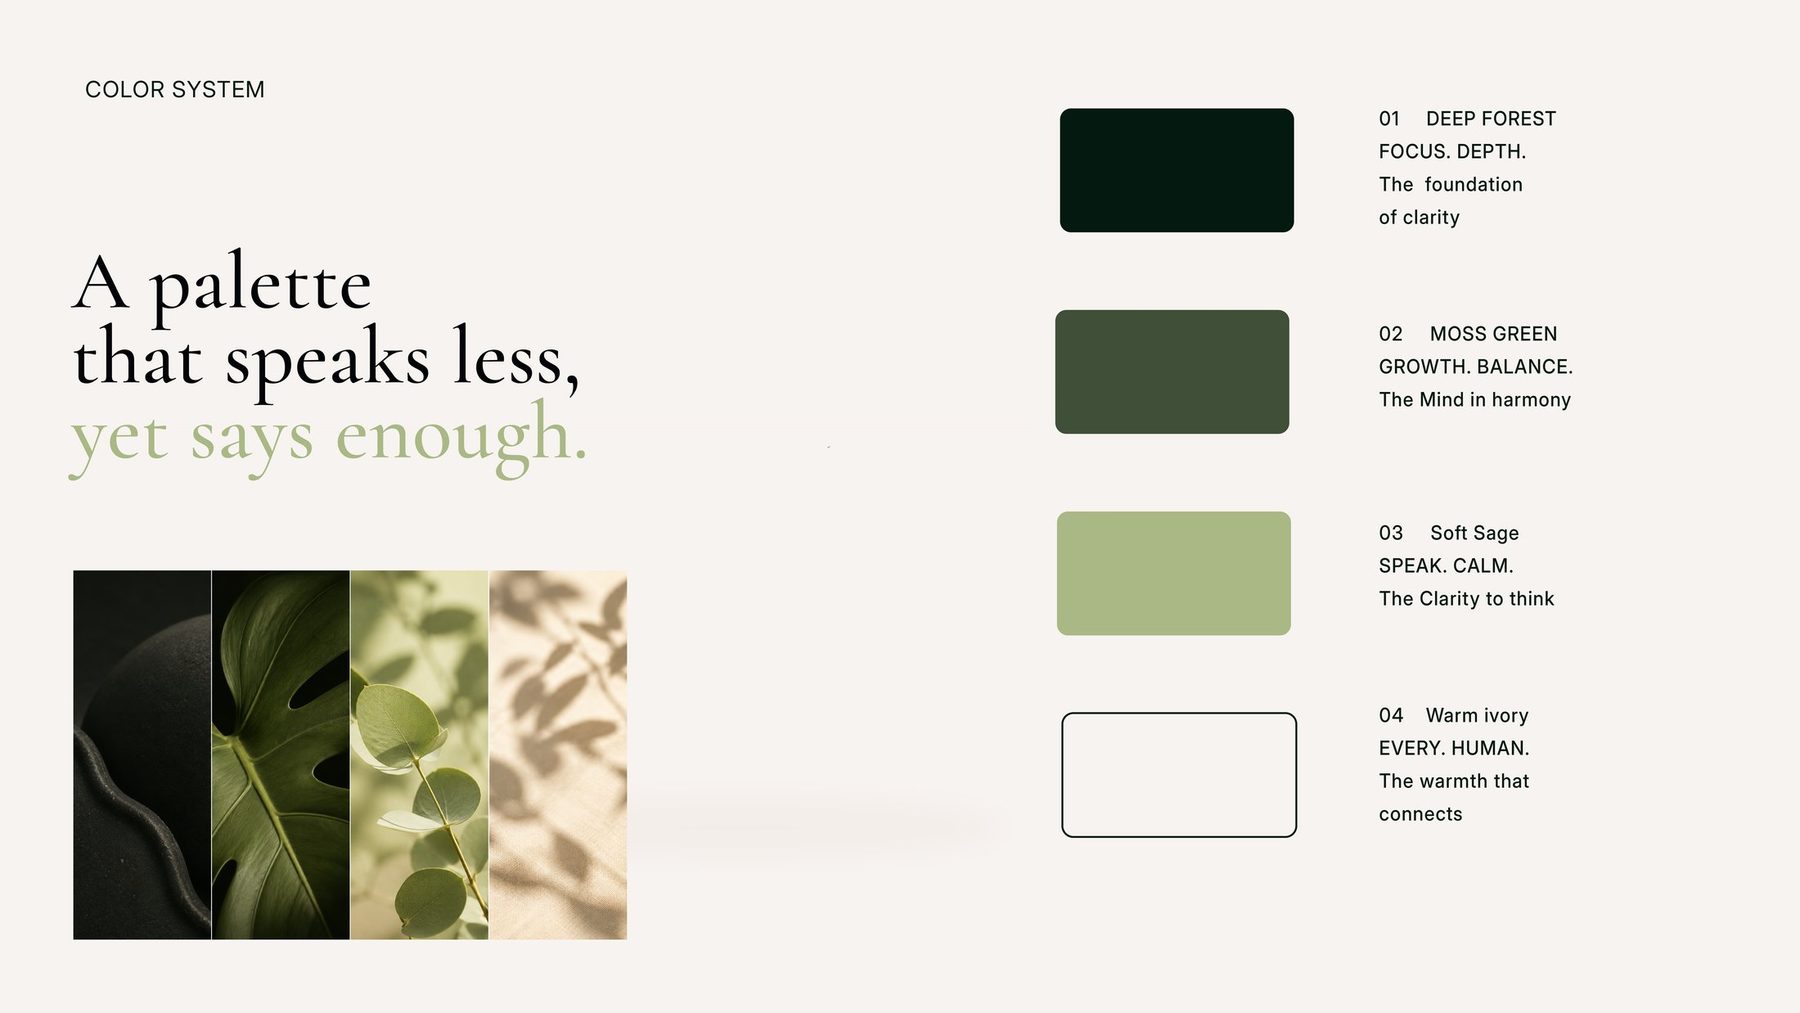 COLOR SYSTEM
A palette
that speaks less,
yet says enough.
01 DEEP FOREST
FOCUS. DEPTH.
The foundation
of clarity
02 MOSS GREEN
GROWTH. BALANCE.
The Mind in harmony
03 Soft Sage
SPEAK. CALM.
The Clarity to think
04 Warm ivory
EVERY. HUMAN.
The warmth that
connects